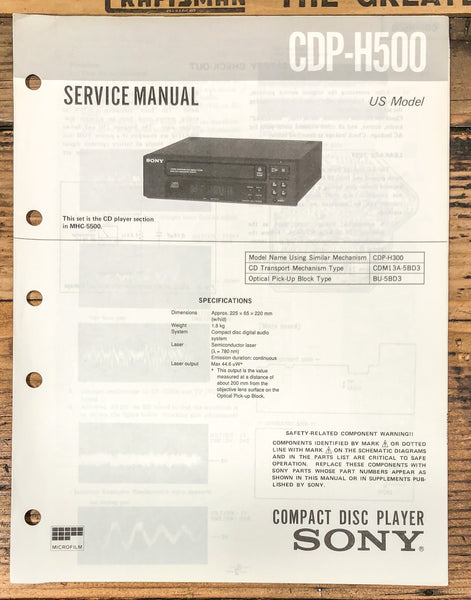 CRAFTSMAN THE GREATES
CDP-H500
SERVICE MANUAL
US Model
SONY
This set is the CD player section
in MHC-5500.
Model Name Using Similar Mechanism CDP-H300
CD Transport Mechanism Type CDM13A-5BD3
Optical Pick-Up Block Type BU-5BD3
SPECIFICATIONS
Dimensions Approx. 225 x 65 x 220 mm
(w/h/d)
Weight 1.8 kg
System Compact disc digital audio
system
Laser Semiconductor laser
(λ = 780 nm)
Emission duration: continuous
Laser output Max 44.6 μW*
* This output is the value
measured at a distance of
about 200 mm from the
objective lens surface on the
Optical Pick-up Block.
SAFETY-RELATED COMPONENT WARNING!!
COMPONENTS IDENTIFIED BY MARK ⚠ OR DOTTED
LINE WITH MARK ⚠ ON THE SCHEMATIC DIAGRAMS
AND IN THE PARTS LIST ARE CRITICAL TO SAFE
OPERATION. REPLACE THESE COMPONENTS WITH
SONY PARTS WHOSE PART NUMBERS APPEAR AS
SHOWN IN THIS MANUAL OR IN SUPPLEMENTS PUB-
LISHED BY SONY.
MICROFILM
COMPACT DISC PLAYER
SONY®